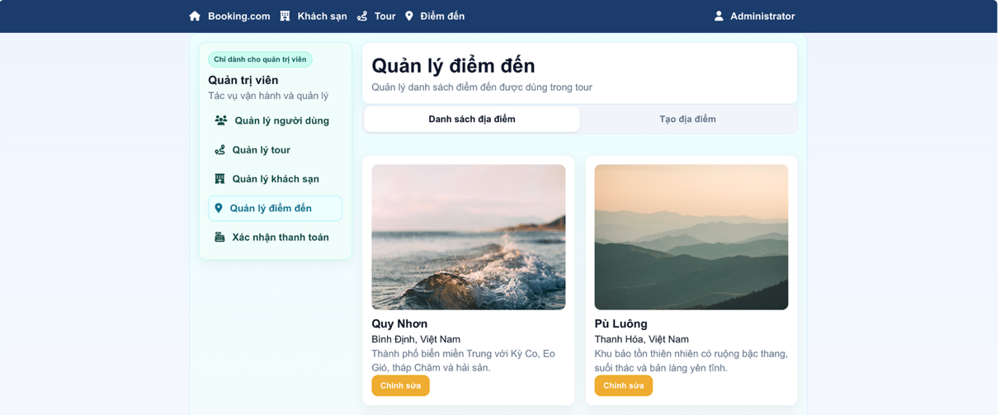 Booking.com Khách sạn Tour Điểm đến Administrator
Chỉ dành cho quản trị viên
Quản trị viên
Tác vụ vận hành và quản lý
Quản lý người dùng
Quản lý tour
Quản lý khách sạn
Quản lý điểm đến
Xác nhận thanh toán
Quản lý điểm đến
Quản lý danh sách điểm đến được dùng trong tour
Danh sách địa điểm Tạo địa điểm
Quy Nhơn
Bình Định, Việt Nam
Thành phố biển miền Trung với Kỳ Co, Eo
Gió, tháp Chăm và hải sản.
Chỉnh sửa
Pù Luông
Thanh Hóa, Việt Nam
Khu bảo tồn thiên nhiên có ruộng bậc thang,
suối thác và bản làng yên tĩnh.
Chỉnh sửa